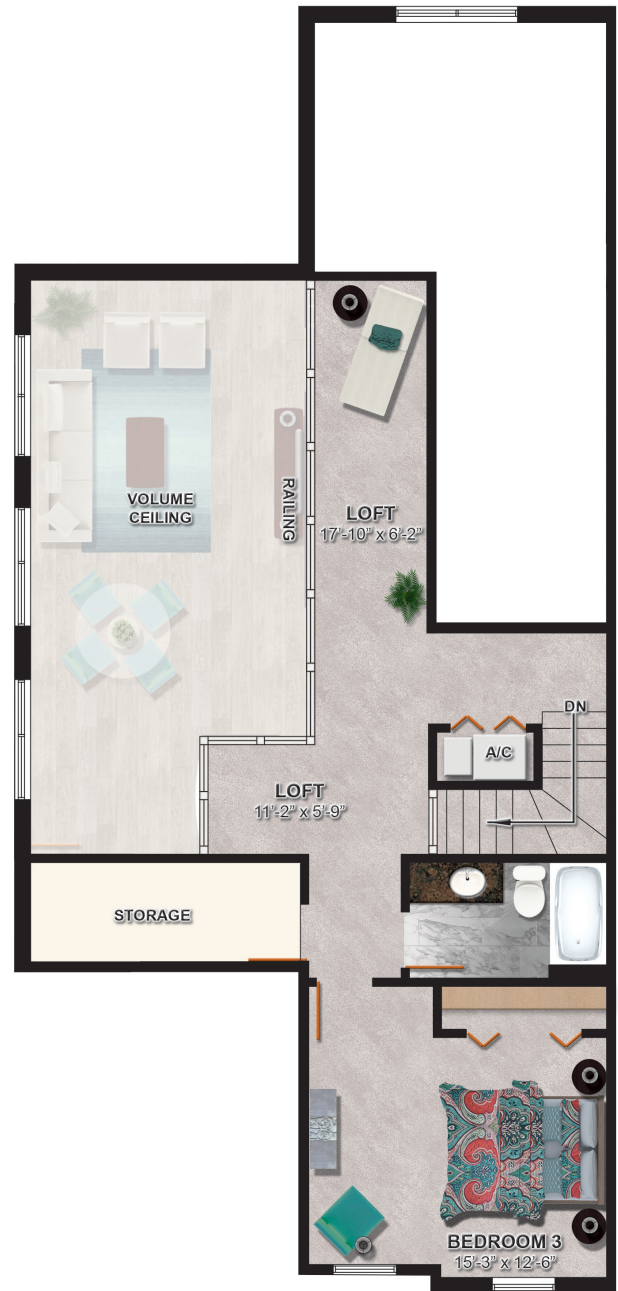 VOLUME
CEILING
RAILING
LOFT
17'-10" x 6'-2"
DN
A/C
LOFT
11'-2" x 5'-9"
STORAGE
BEDROOM 3
15'-3" x 12'-6"